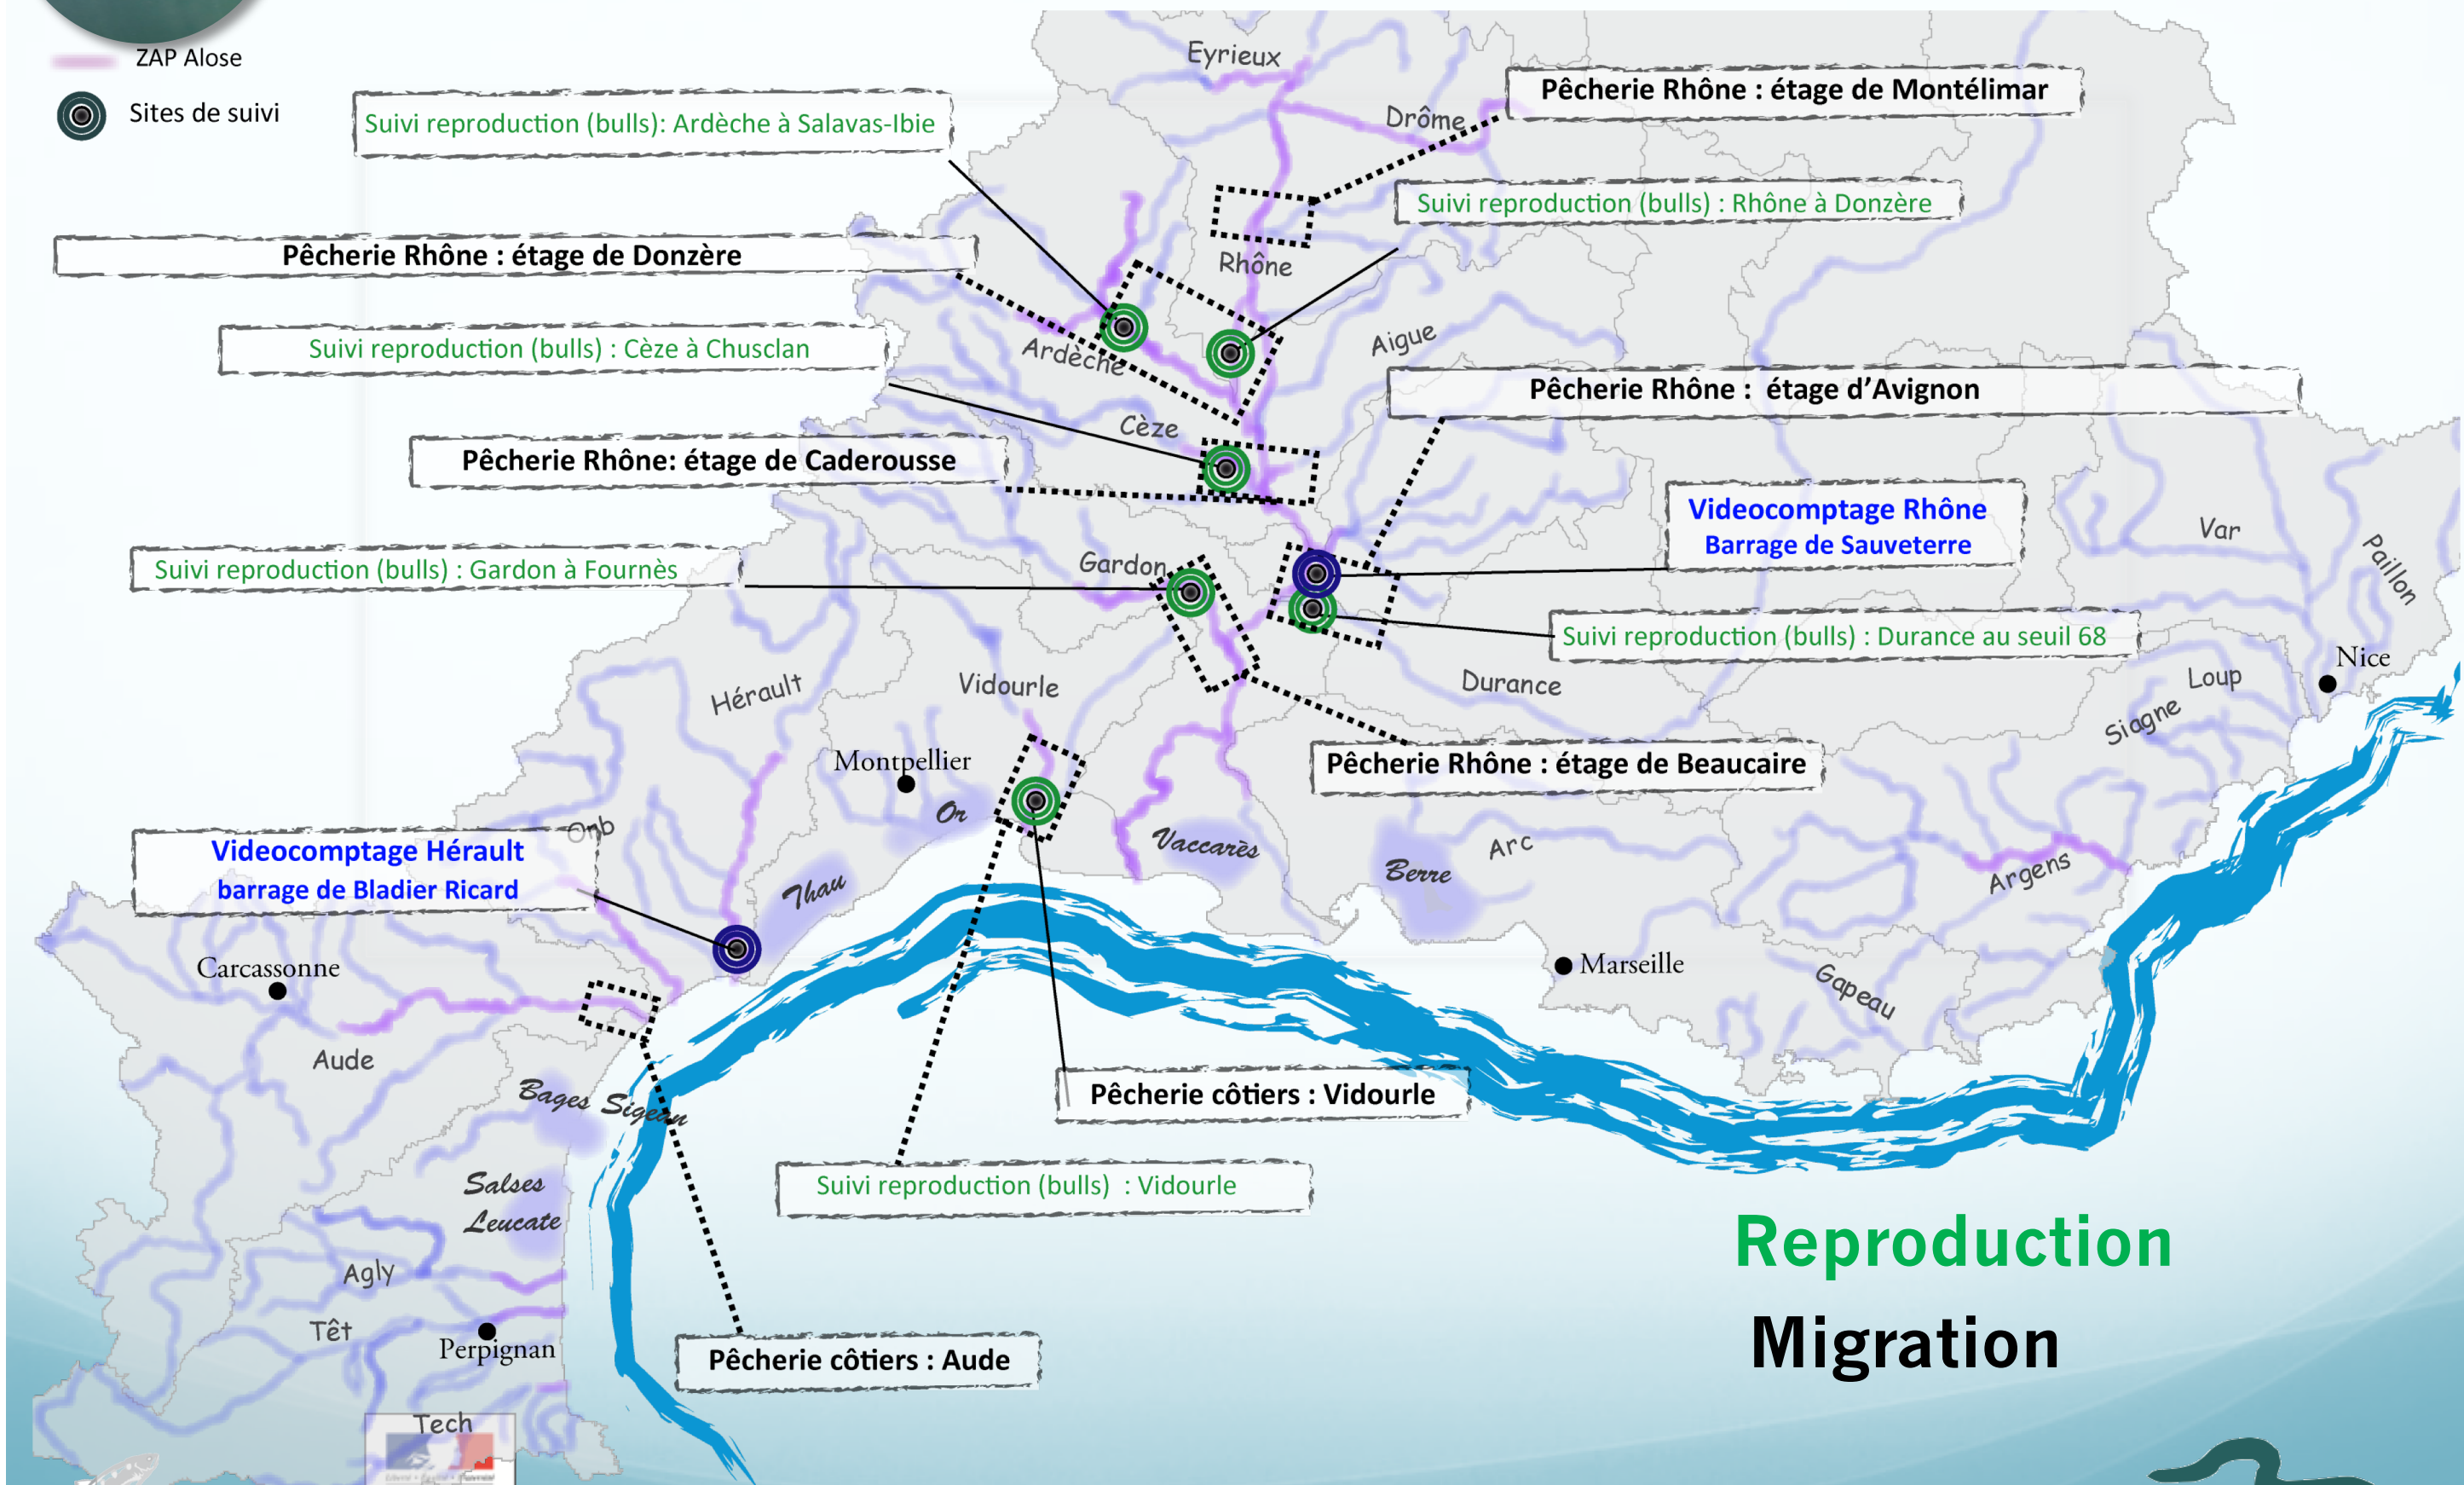 ZAP Alose
Sites de suivi
Eyrieux
Pêcherie Rhône : étage de Montélimar
Suivi reproduction (bulls): Ardèche à Salavas-Ibie
Drôme
Suivi reproduction (bulls) : Rhône à Donzère
Pêcherie Rhône : étage de Donzère
Rhône
Suivi reproduction (bulls) : Cèze à Chusclan
Ardèche
Aigue
Pêcherie Rhône : étage d’Avignon
Cèze
Pêcherie Rhône: étage de Caderousse
Videocomptage Rhône
Barrage de Sauveterre
Var
Paillon
Suivi reproduction (bulls) : Gardon à Fournès
Gardon
Suivi reproduction (bulls) : Durance au seuil 68
Nice
Hérault
Vidourle
Durance
Loup
Siagne
Montpellier
Pêcherie Rhône : étage de Beaucaire
Or
Orb
Vaccarès
Arc
Berre
Argens
Videocomptage Hérault
barrage de Bladier Ricard
Thau
Carcassonne
Marseille
Gapeau
Aude
Bages Sigean
Pêcherie côtiers : Vidourle
Salses
Leucate
Suivi reproduction (bulls) : Vidourle
Reproduction
Agly
Têt
Perpignan
Migration
Pêcherie côtiers : Aude
Tech